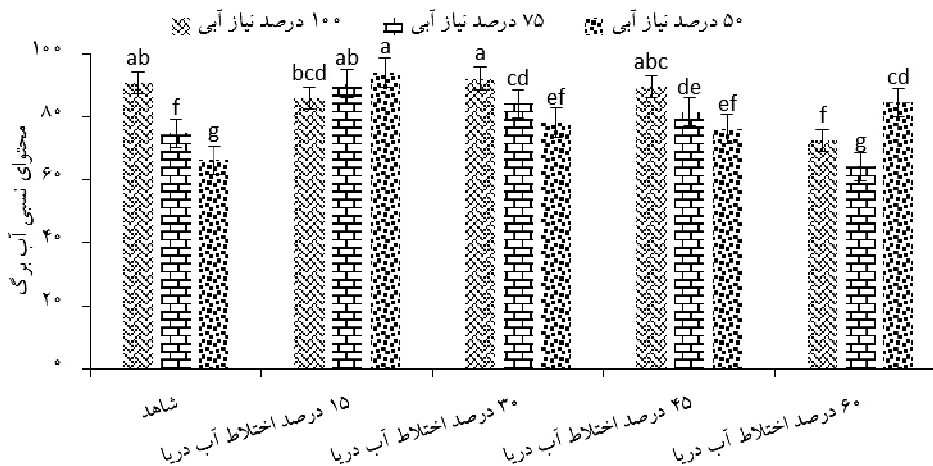 ۱۰۰ درصد نیاز آبی ۷۵ درصد نیاز آبی ۵۰ درصد نیاز آبی
محتوای نسبی آب برگ
۱۰۰
۸۰
۶۰
۴۰
۲۰
۰
ab f g
bcd ab a
a cd ef
abc de ef
f g cd
شاهد
۱۵ درصد اختلاط آب دریا
۳۰ درصد اختلاط آب دریا
۴۵ درصد اختلاط آب دریا
۶۰ درصد اختلاط آب دریا